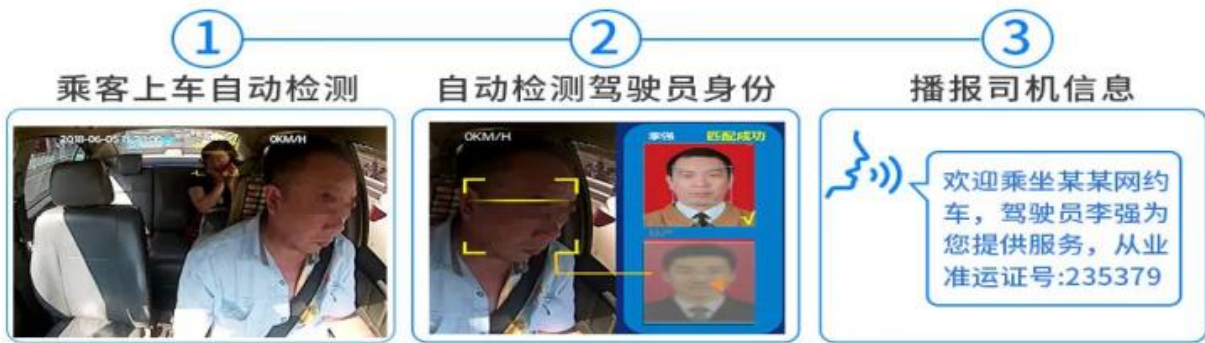 1
2
3
乘客上车自动检测
自动检测驾驶员身份
播报司机信息
2018-06-05
0KM/H
0KM/H
李强
匹配成功
欢迎乘坐某某网约
车，驾驶员李强为
您提供服务，从业
准运证号:235379